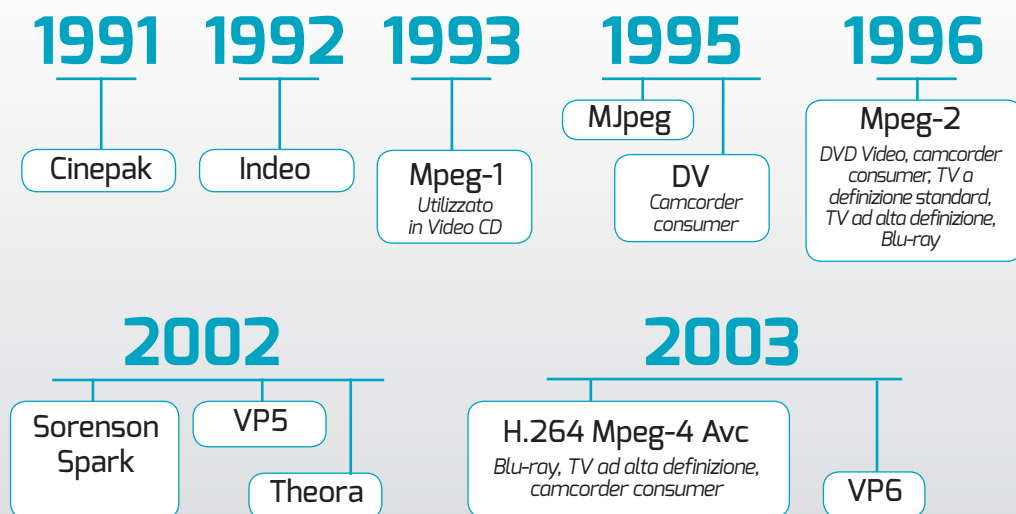 1991
1992
1993
1995
1996
Cinepak
Indeo
Mpeg-1
Utilizzato
in Video CD
MJpeg
DV
Camcorder
consumer
Mpeg-2
DVD Video, camcorder
consumer, TV a
definizione standard,
TV ad alta definizione,
Blu-ray
2002
2003
Sorenson
Spark
VP5
Theora
H.264 Mpeg-4 Avc
Blu-ray, TV ad alta definizione,
camcorder consumer
VP6